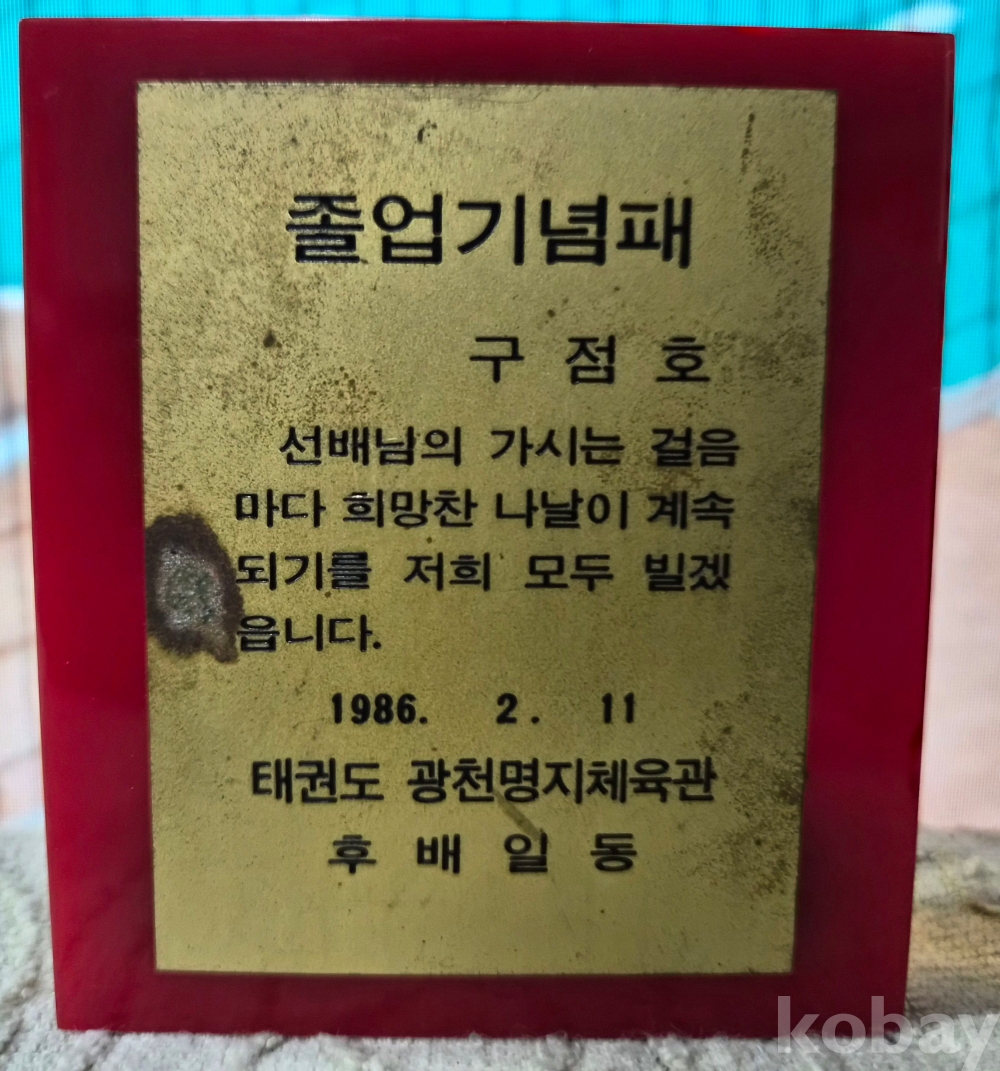 졸업기념패
구 점 호
선배님의 가시는 걸음
마다 희망찬 나날이 계속
되기를 저희 모두 빌겠
읍니다.
1986. 2. 11
태권도 광천명지체육관
후 배 일 동
kobay